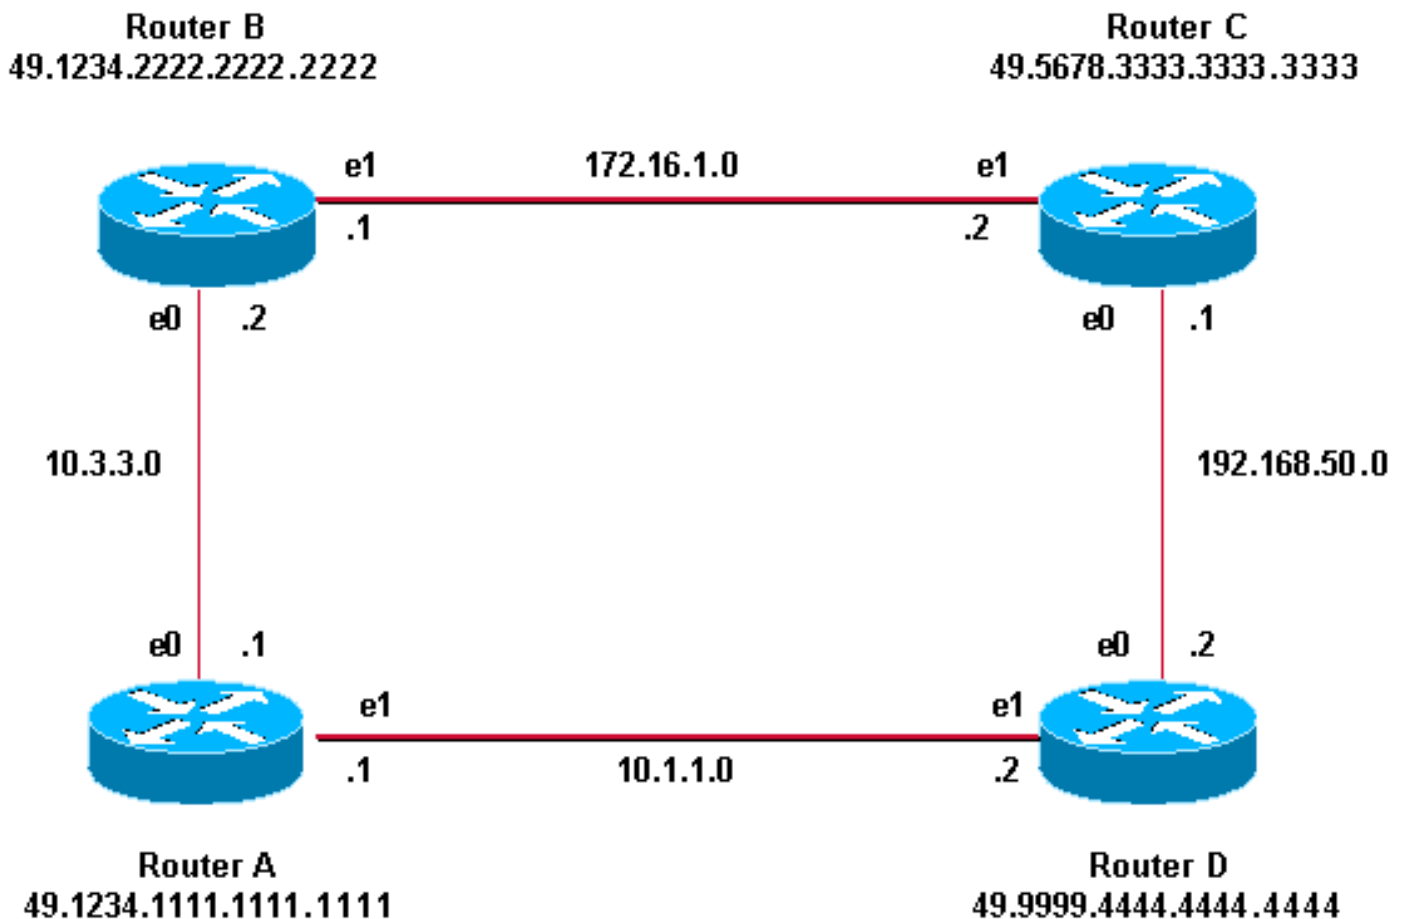 Router B
49.1234.2222.2222.2222
Router C
49.5678.3333.3333.3333
e1
172.16.1.0
e1
.1
.2
e0
.2
e0
.1
10.3.3.0
192.168.50.0
e0
.1
e0
.2
e1
e1
.1
10.1.1.0
.2
Router A
49.1234.1111.1111.1111
Router D
49.9999.4444.4444.4444